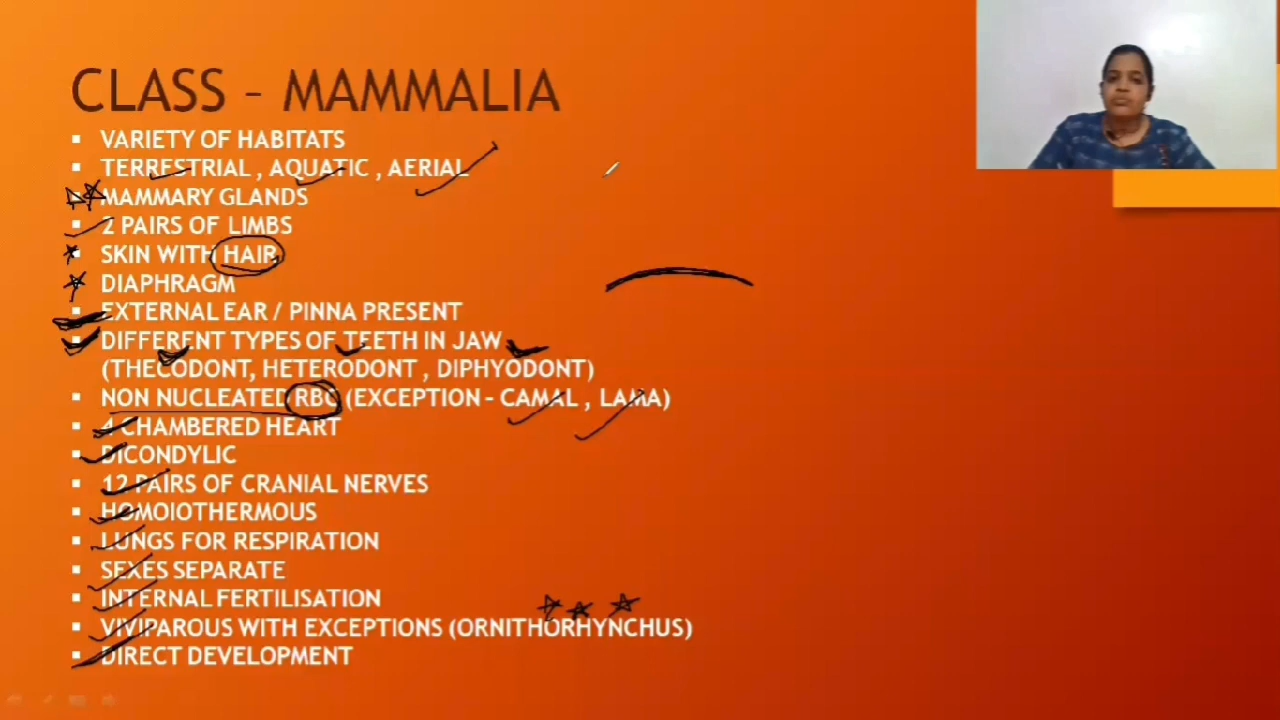 CLASS – MAMMALIA
VARIETY OF HABITATS
TERRESTRIAL , AQUATIC , AERIAL
MAMMARY GLANDS
2 PAIRS OF LIMBS
SKIN WITH HAIR
DIAPHRAGM
EXTERNAL EAR / PINNA PRESENT
DIFFERENT TYPES OF TEETH IN JAW
(THECODONT, HETERODONT , DIPHYODONT)
NON NUCLEATED RBC (EXCEPTION – CAMAL , LAMA)
4 CHAMBERED HEART
DICONDYLIC
12 PAIRS OF CRANIAL NERVES
HOMOIOTHERMOUS
LUNGS FOR RESPIRATION
SEXES SEPARATE
INTERNAL FERTILISATION
VIVIPAROUS WITH EXCEPTIONS (ORNITHORHYNCHUS)
DIRECT DEVELOPMENT